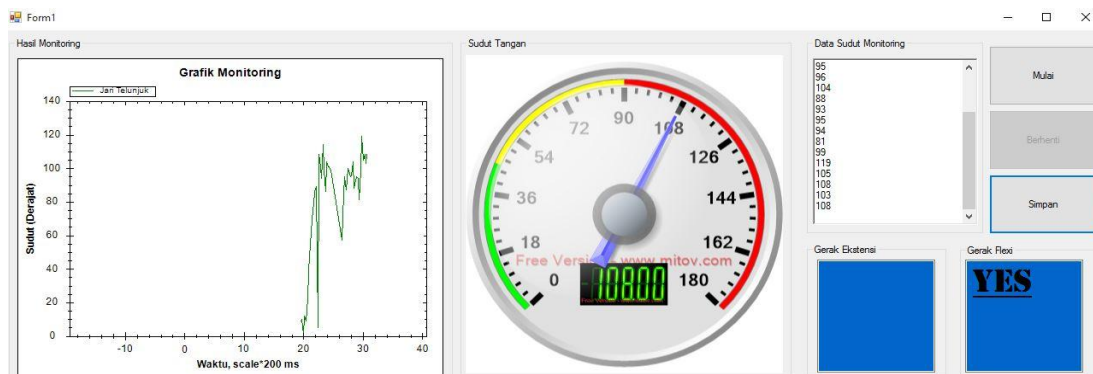 Form1
Hasil Monitoring
Grafik Monitoring
Jari Telunjuk
140
120
100
80
60
40
20
0
Sudut (Derajat)
-10
0
10
20
30
40
Waktu, scale*200 ms
Sudut Tangan
0
18
36
54
72
90
108
126
144
162
180
Free Version www.mitov.com
108.00
Data Sudut Monitoring
95
96
104
88
93
95
94
81
99
119
105
108
103
108
Mulai
Berhenti
Simpan
Gerak Ekstensi
Gerak Flexi
YES